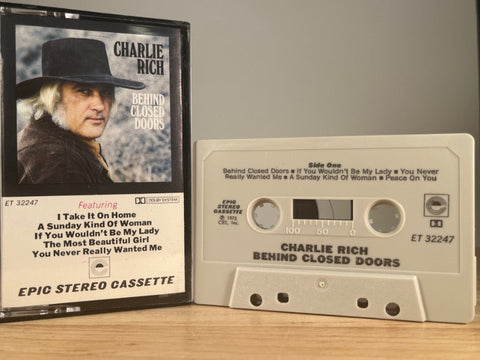 CHARLIE
RICH
BEHIND
CLOSED
DOORS
Featuring
DOLBY SYSTEM
ET 32247
I Take It On Home
A Sunday Kind Of Woman
If You Wouldn't Be My Lady
The Most Beautiful Girl
You Never Really Wanted Me
EPIC STEREO CASSETTE
Side One
Behind Closed Doors ■ If You Wouldn't Be My Lady ■ You Never
Really Wanted Me ■ A Sunday Kind Of Woman ■ Peace On You
EPIC
STEREO
CASSETTE
© 1973
CBS, Inc.
100 50 0
ET 32247
CHARLIE RICH
BEHIND CLOSED DOORS